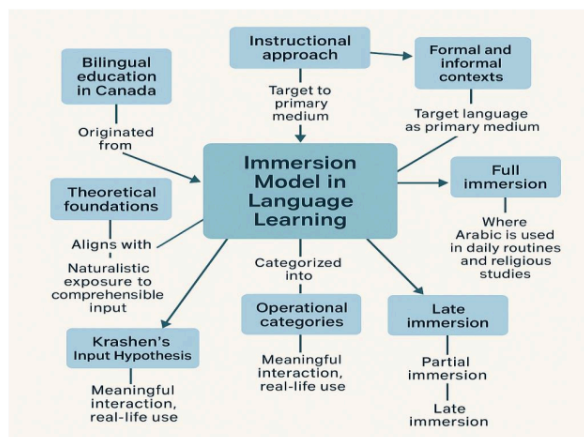 Bilingual
education
in Canada
Originated
from
Instructional
approach
Target to
primary
medium
Formal and
informal
contexts
Target language
as primary medium
Immersion
Model in
Language
Learning
Theoretical
foundations
Aligns with
Naturalistic
exposure to
comprehensible
input
Full
immersion
Where
Arabic is used
in daily routines
and religious
studies
Krashen's
Input Hypothesis
Meaningful
interaction,
real-life use
Categorized
into
Operational
categories
Meaningful
interaction,
real-life use
Late
immersion
Partial
immersion
Late
immersion